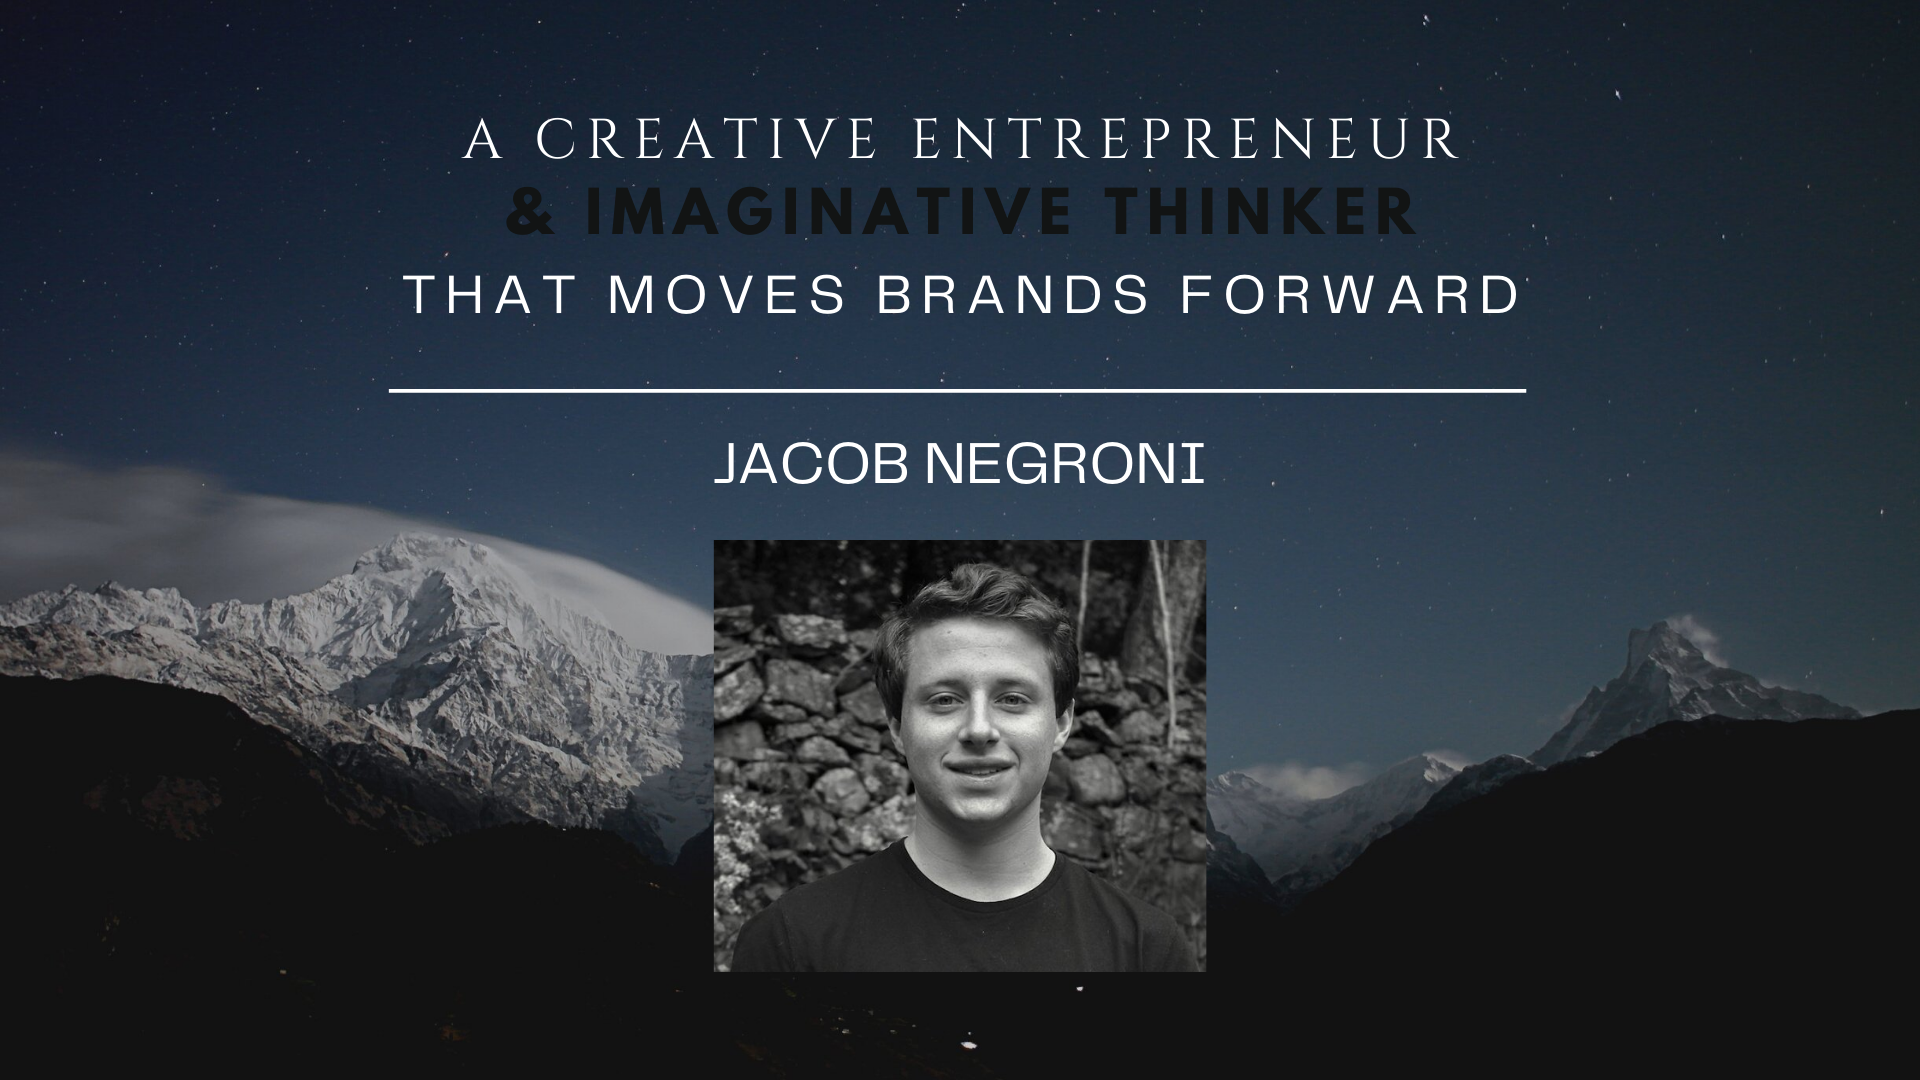 A CREATIVE ENTREPRENEUR
& IMAGINATIVE THINKER
THAT MOVES BRANDS FORWARD
JACOB NEGRONI